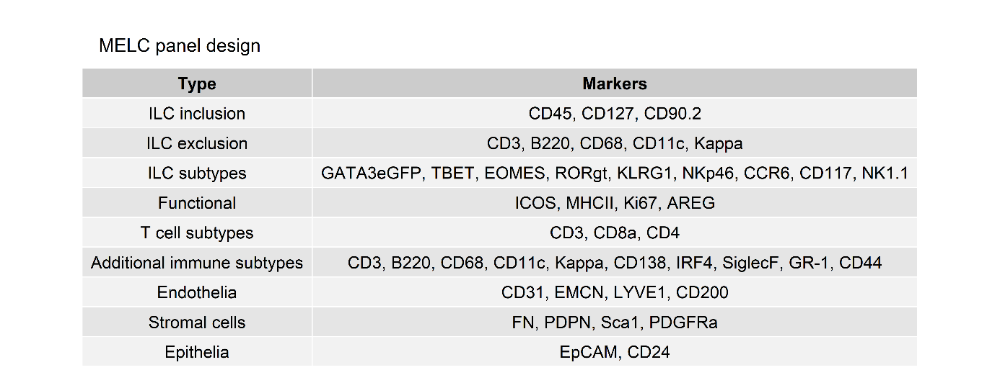 MELC panel design
Type Markers
ILC inclusion CD45, CD127, CD90.2
ILC exclusion CD3, B220, CD68, CD11c, Kappa
ILC subtypes GATA3eGFP, TBET, EOMES, RORgt, KLRG1, NKp46, CCR6, CD117, NK1.1
Functional ICOS, MHCII, Ki67, AREG
T cell subtypes CD3, CD8a, CD4
Additional immune subtypes CD3, B220, CD68, CD11c, Kappa, CD138, IRF4, SiglecF, GR-1, CD44
Endothelia CD31, EMCN, LYVE1, CD200
Stromal cells FN, PDPN, Sca1, PDGFRa
Epithelia EpCAM, CD24